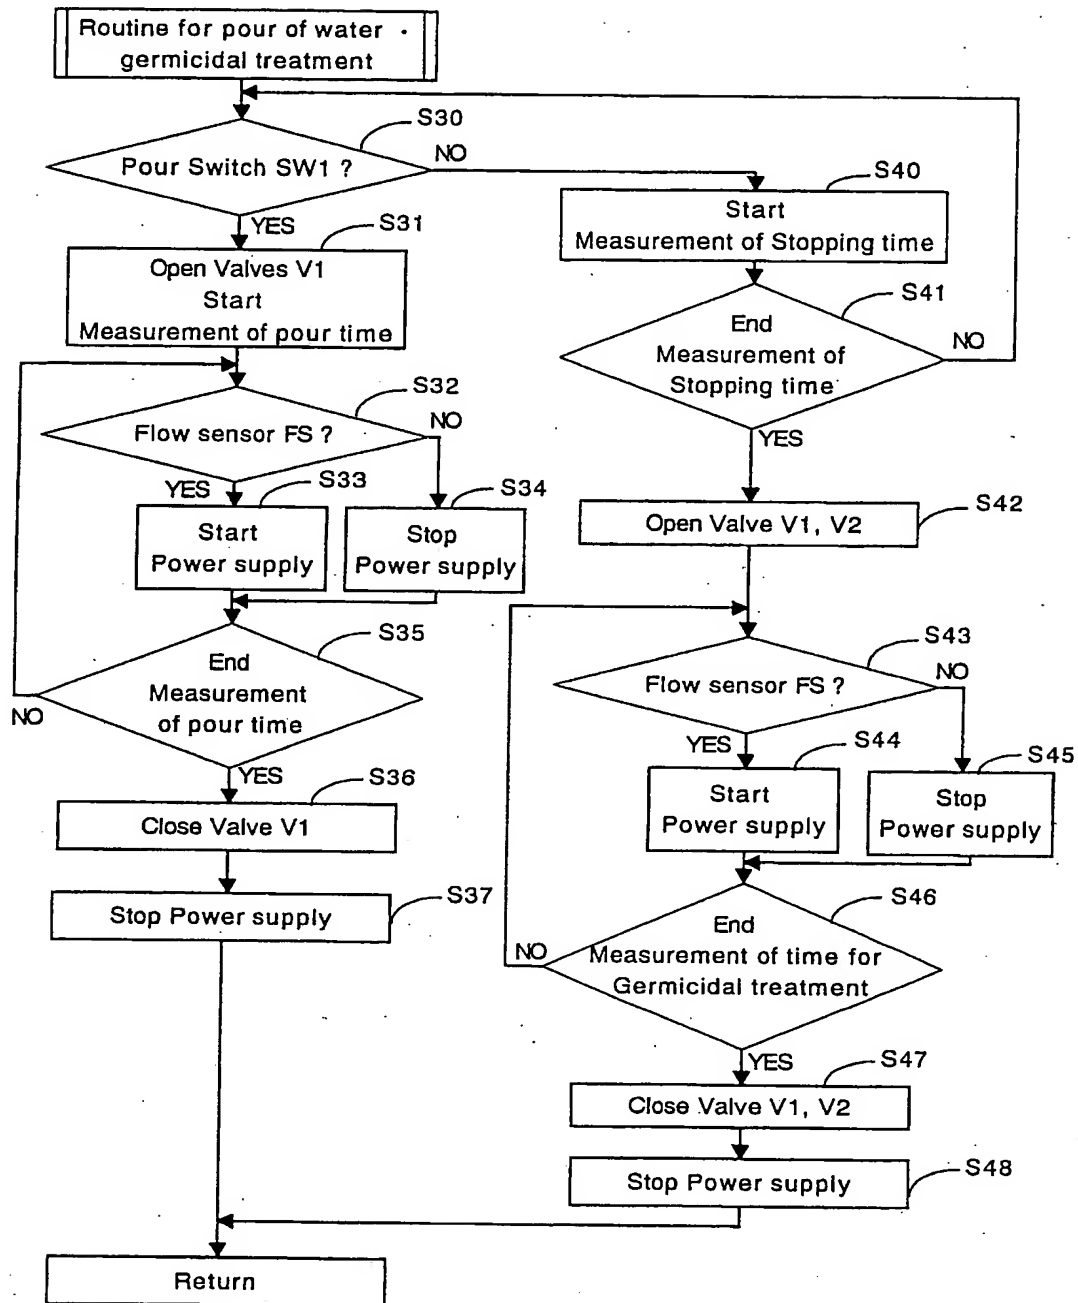 Routine for pour of water ·
germicidal treatment
S30
Pour Switch SW1 ?
NO
YES
S31
Open Valves V1
Start
Measurement of pour time
S32
Flow sensor FS ?
NO
YES
S33
Start
Power supply
S34
Stop
Power supply
S35
End
Measurement
of pour time
NO
YES
S36
Close Valve V1
S37
Stop Power supply
S40
Start
Measurement of Stopping time
S41
End
Measurement of
Stopping time
NO
YES
S42
Open Valve V1, V2
S43
Flow sensor FS ?
NO
YES
S44
Start
Power supply
S45
Stop
Power supply
S46
End
Measurement of time for
Germicidal treatment
NO
YES
S47
Close Valve V1, V2
S48
Stop Power supply
Return